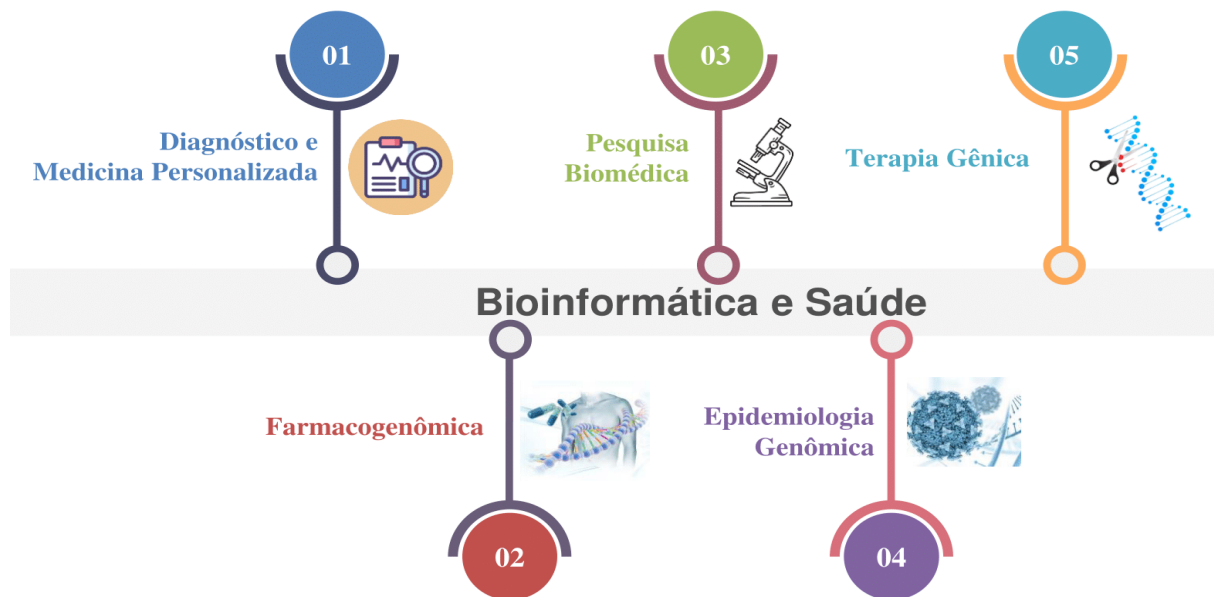 01
Diagnóstico e
Medicina Personalizada
03
Pesquisa
Biomédica
05
Terapia Gênica
Bioinformática e Saúde
Farmacogenômica
02
Epidemiologia
Genômica
04